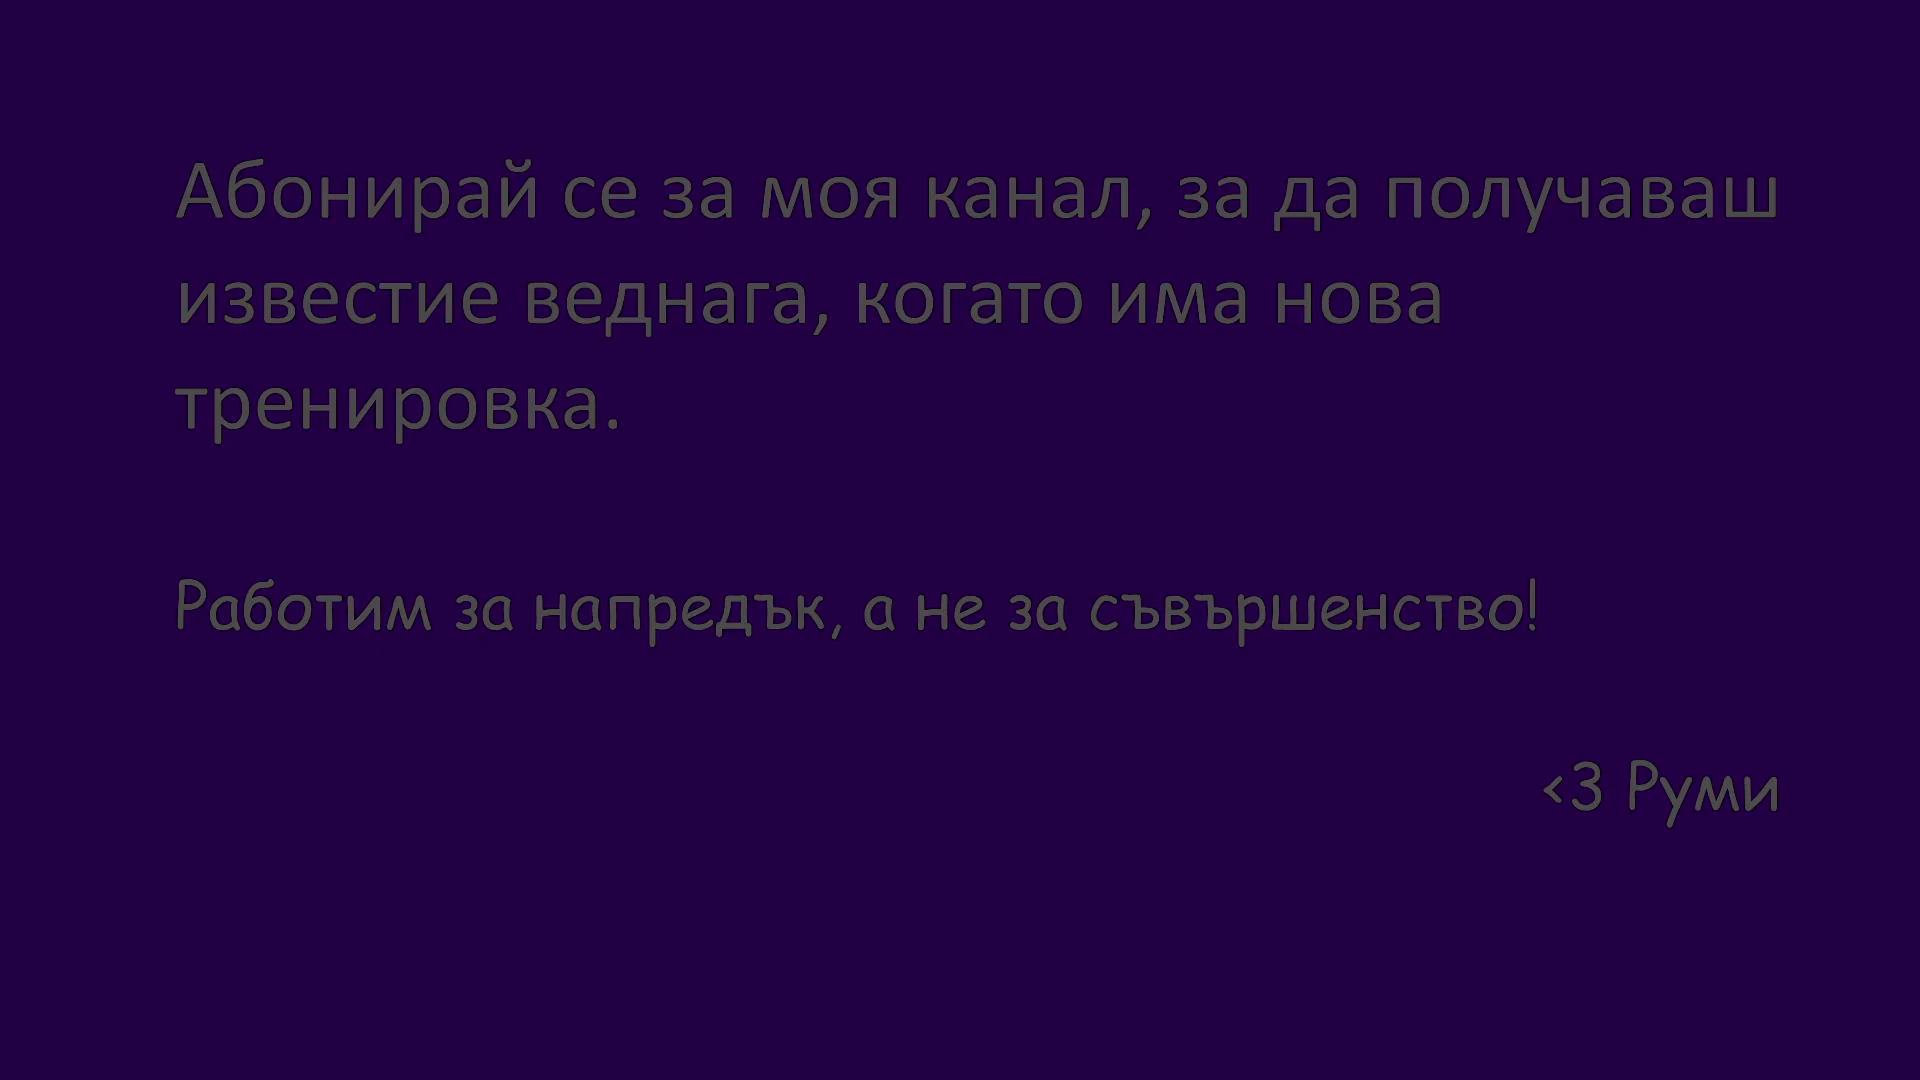 Абонирай се за моя канал, за да получаваш
известие веднага, когато има нова
тренировка.
Работим за напредък, а не за съвършенство!
<3 Руми